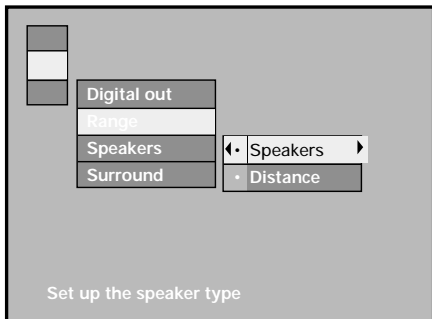 Digital out
Range
Speakers
Surround
Speakers
Distance
Set up the speaker type